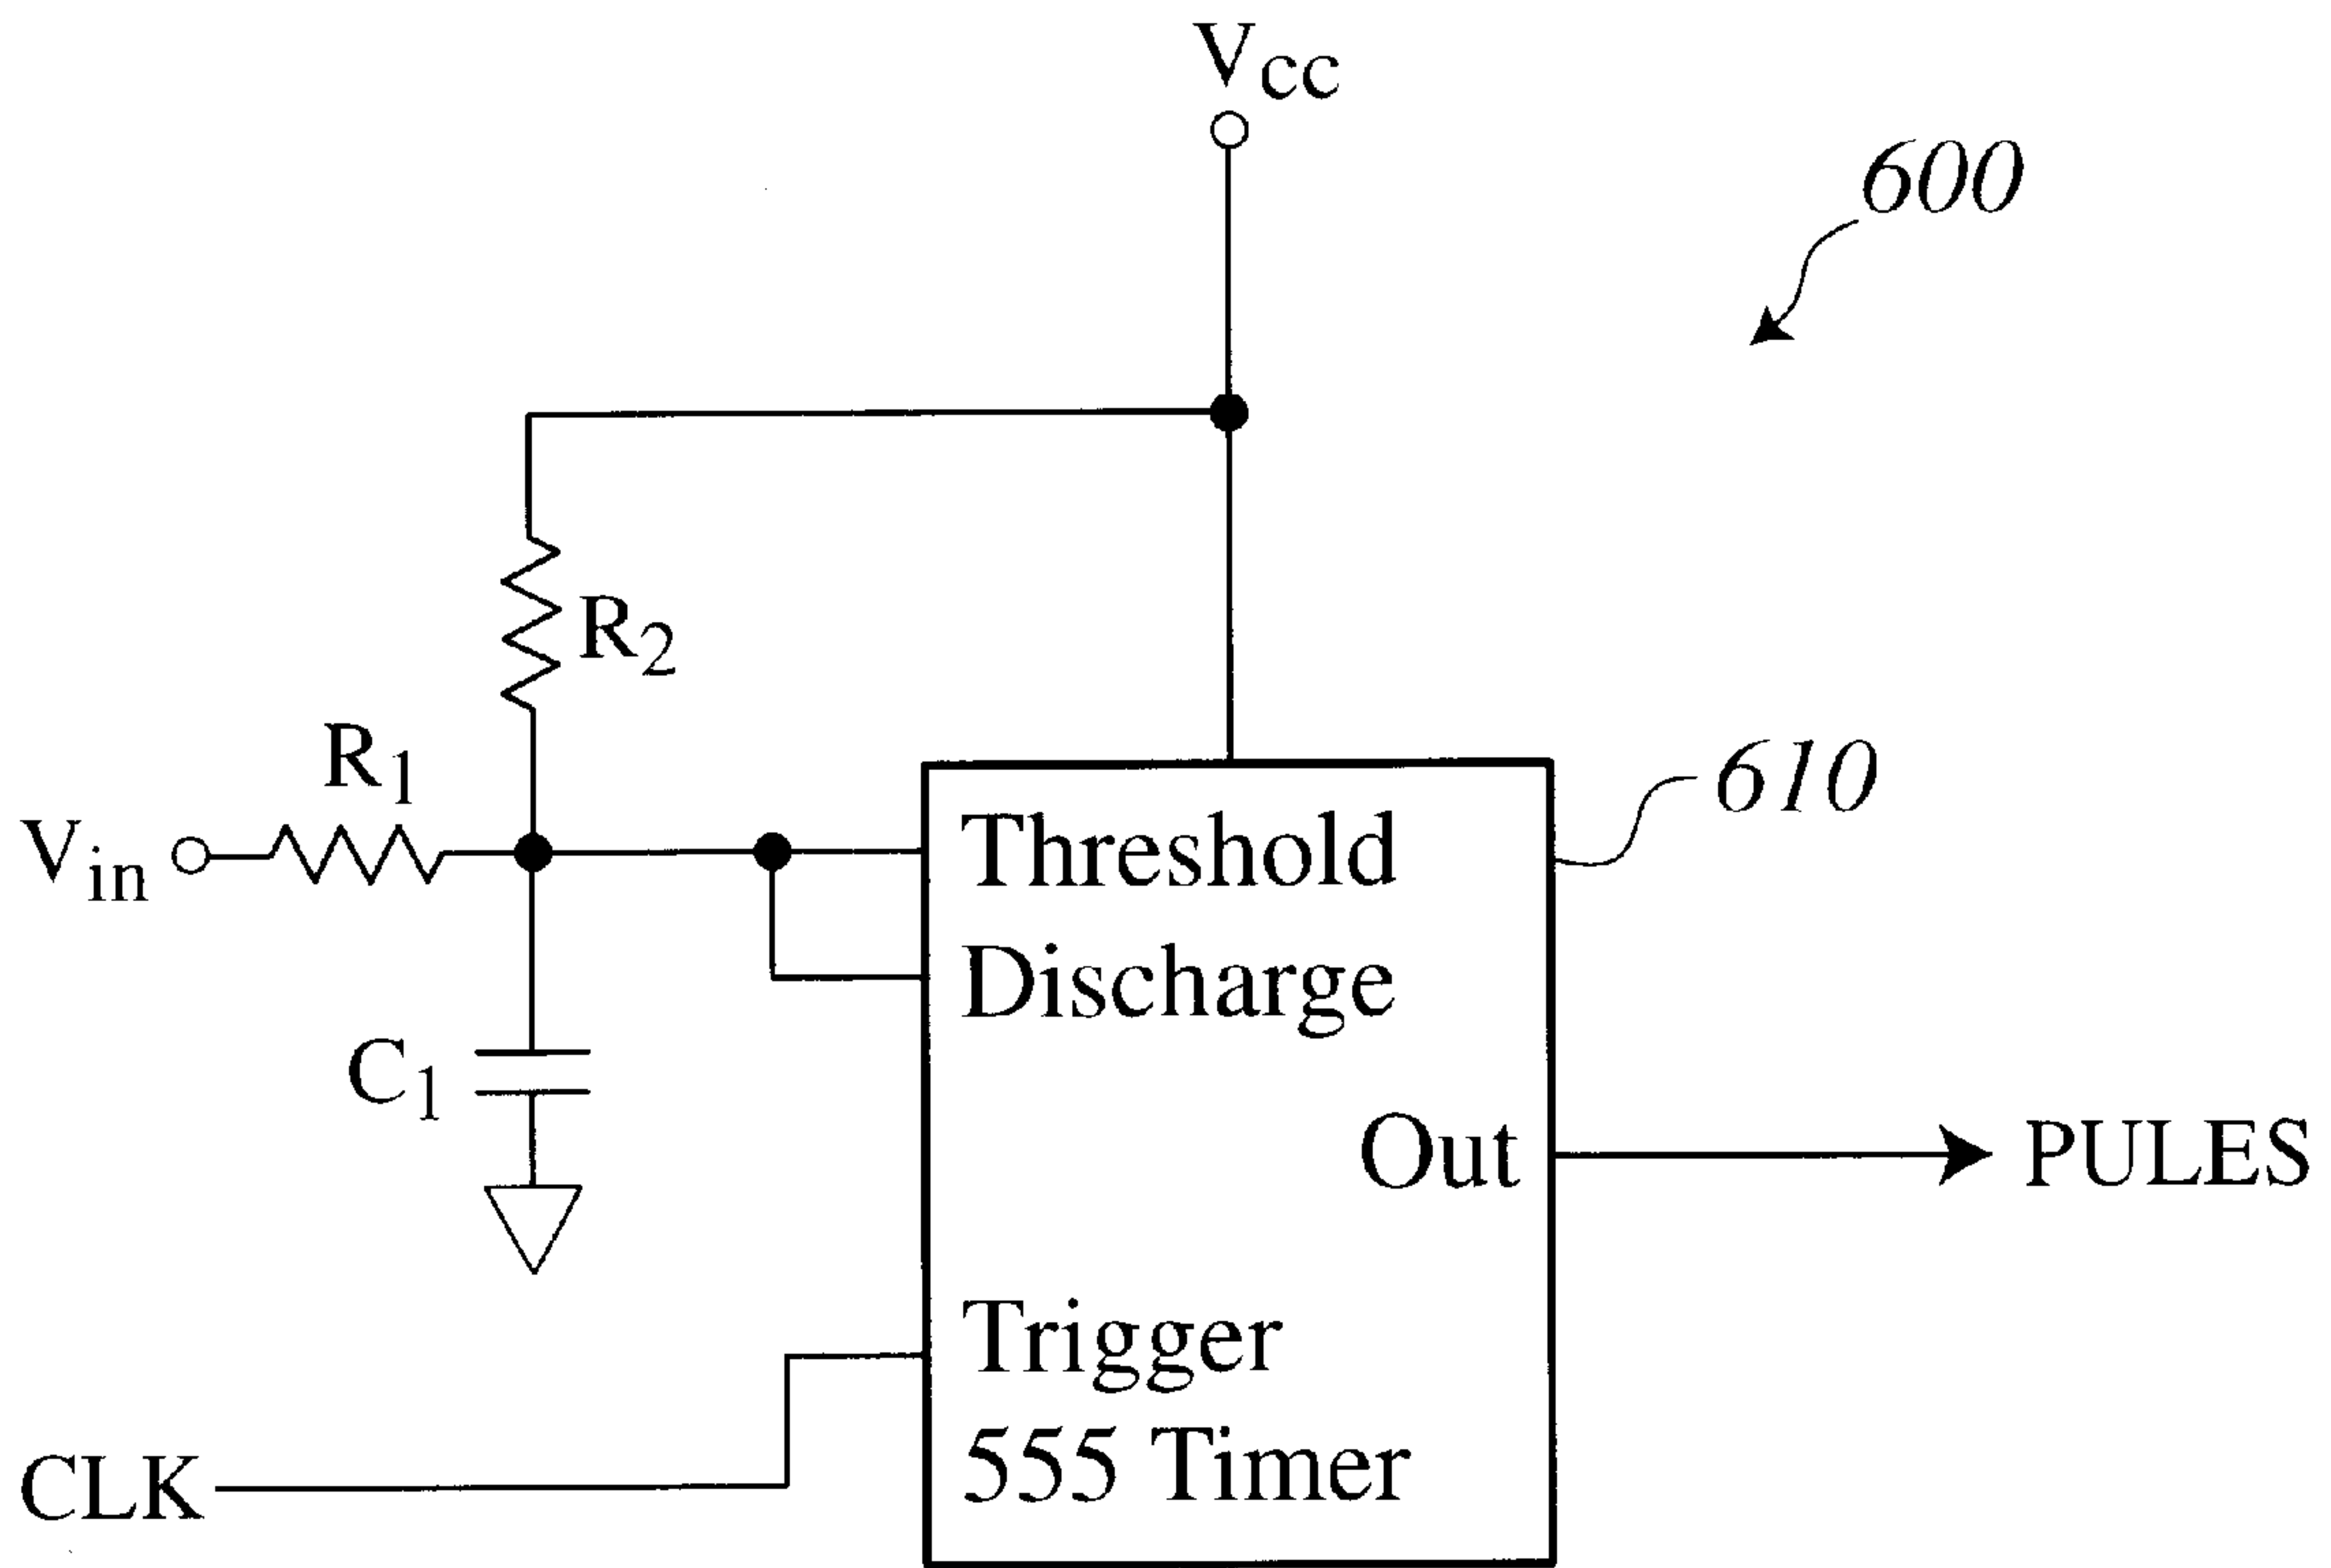 Vcc
600
R2
R1
610
Vin
Threshold
Discharge
C1
Out
PULES
Trigger
CLK
555 Timer